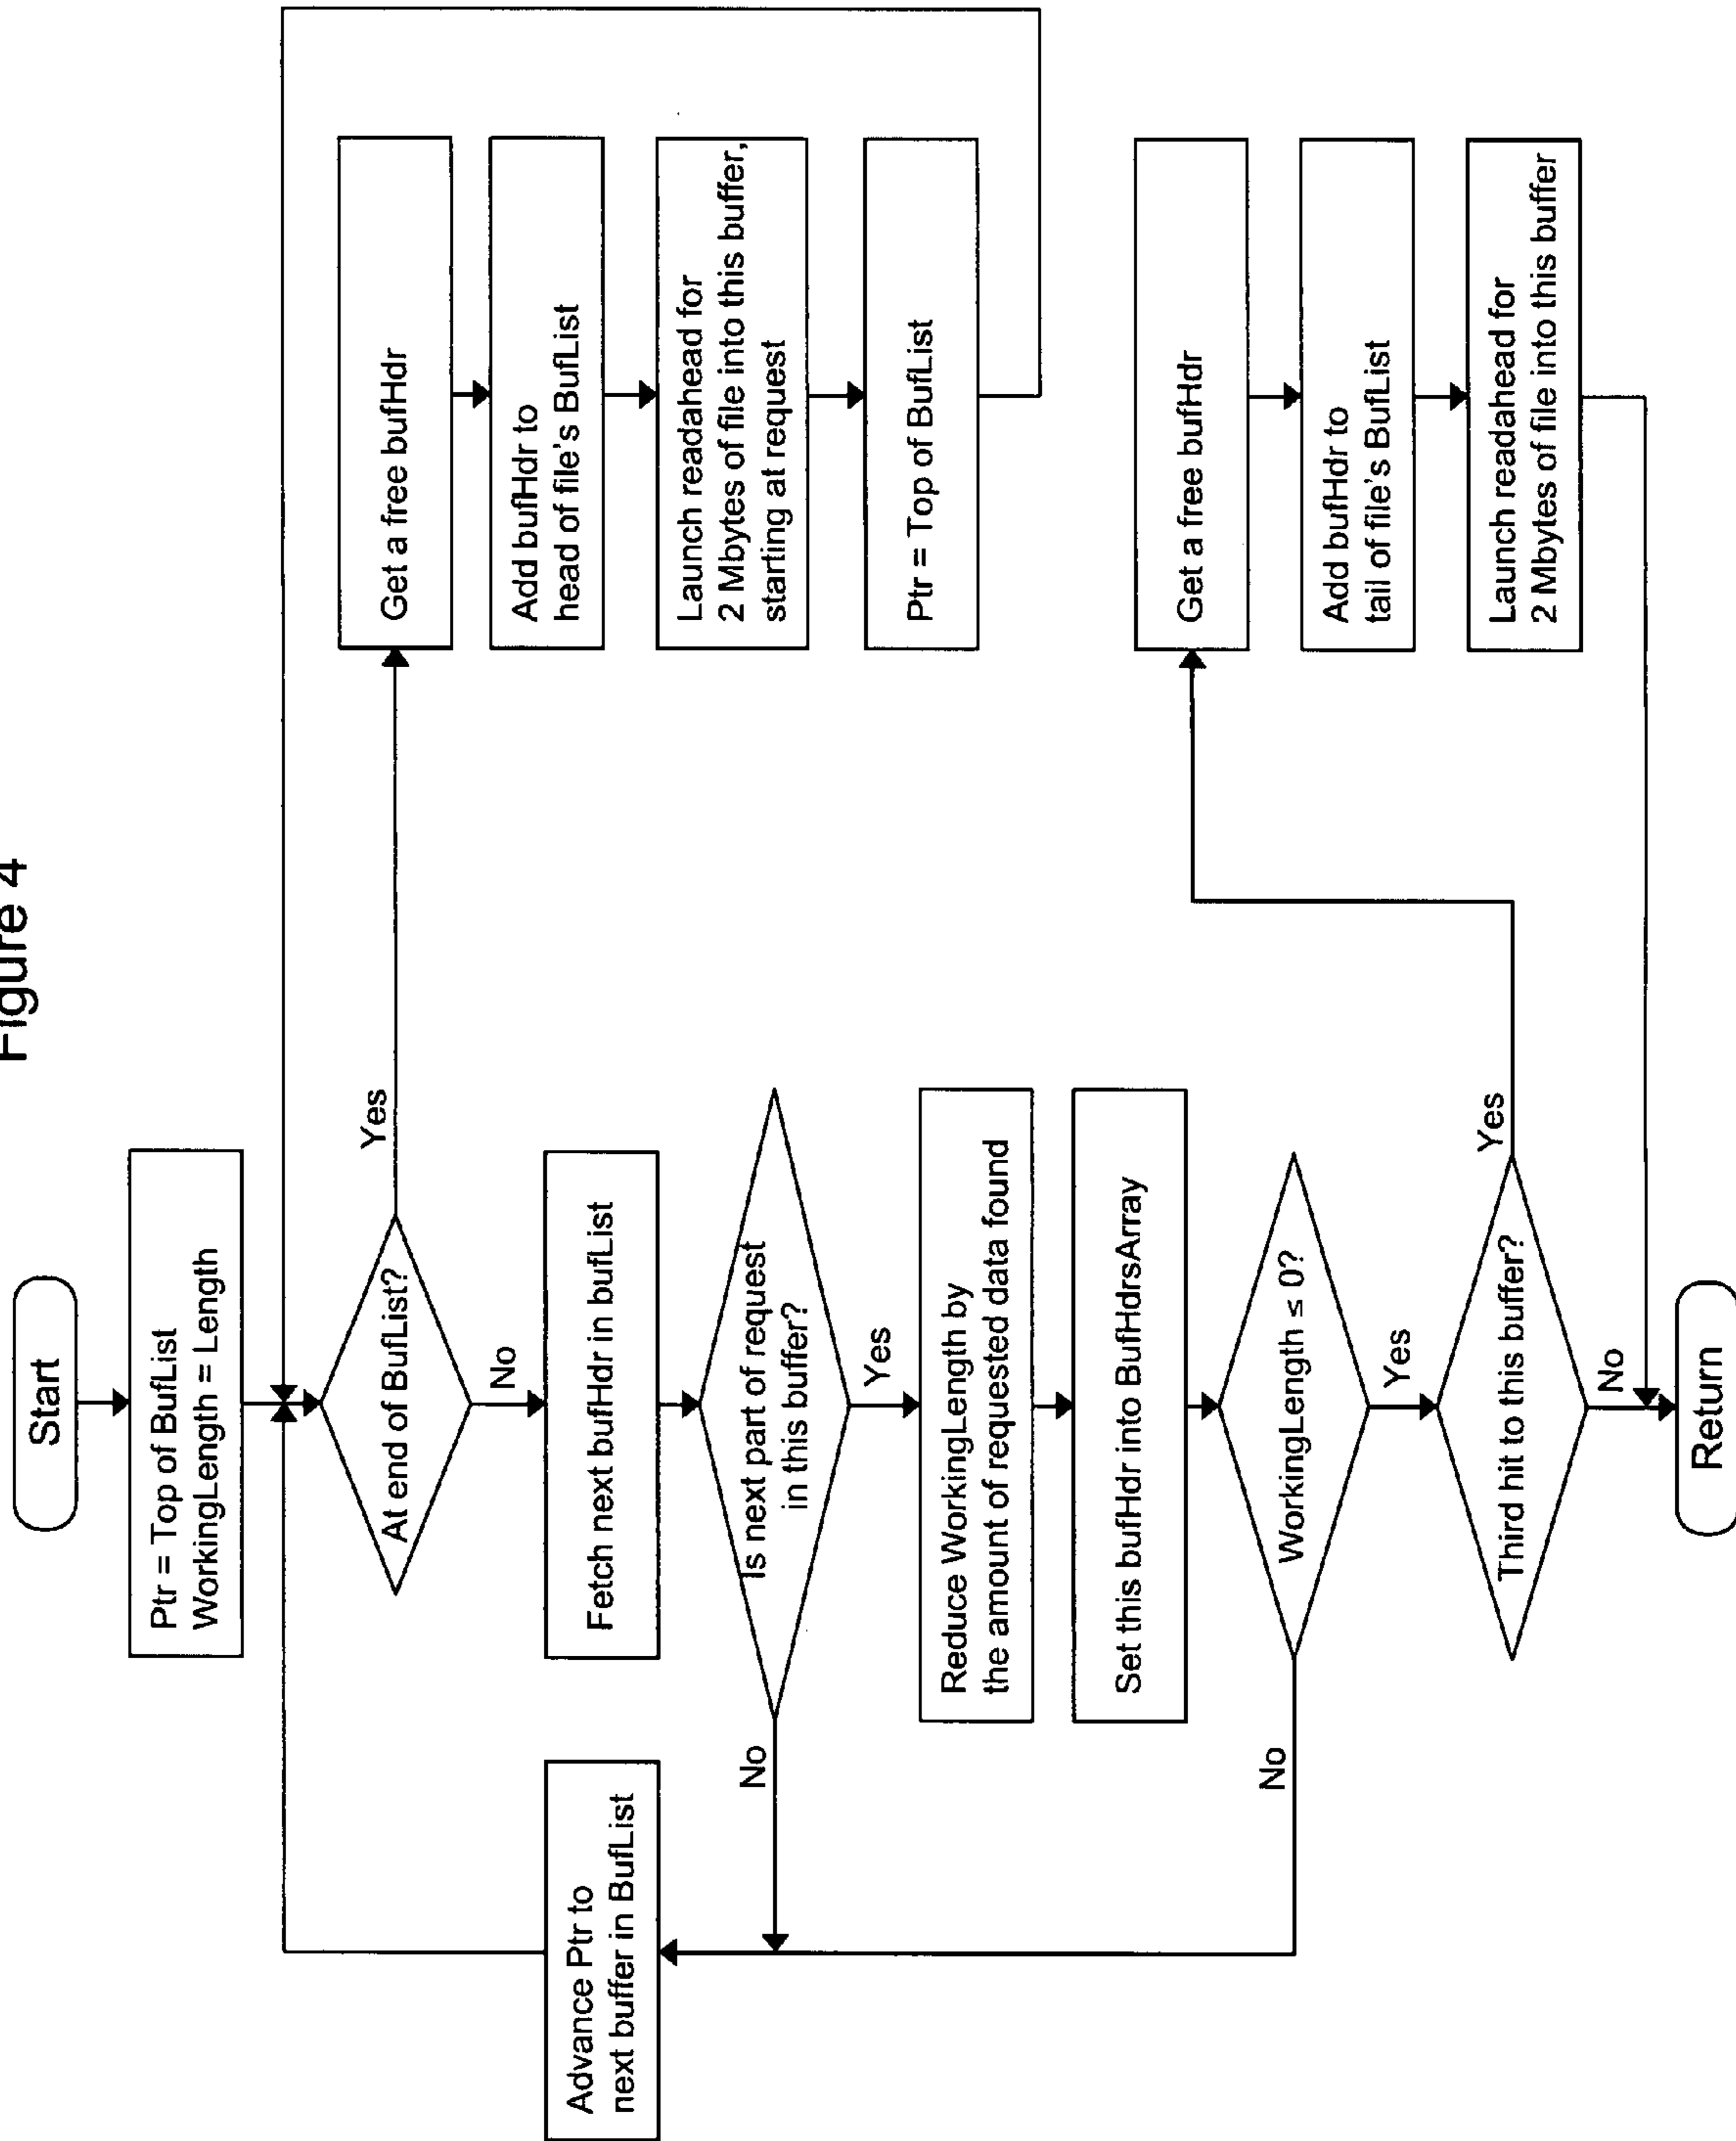 Figure 4
Start
Ptr = Top of BufList
WorkingLength = Length
At end of BufList?
Yes
No
Get a free bufHdr
Add bufHdr to
head of file's BufList
Launch readahead for
2 Mbytes of file into this buffer,
starting at request
Ptr = Top of BufList
Fetch next bufHdr in bufList
Advance Ptr to
next buffer in BufList
Is next part of request
in this buffer?
No
Yes
Reduce WorkingLength by
the amount of requested data found
Set this bufHdr into BufHdrsArray
WorkingLength ≤ 0?
No
Yes
Third hit to this buffer?
Yes
No
Get a free bufHdr
Add bufHdr to
tail of file's BufList
Launch readahead for
2 Mbytes of file into this buffer
Return